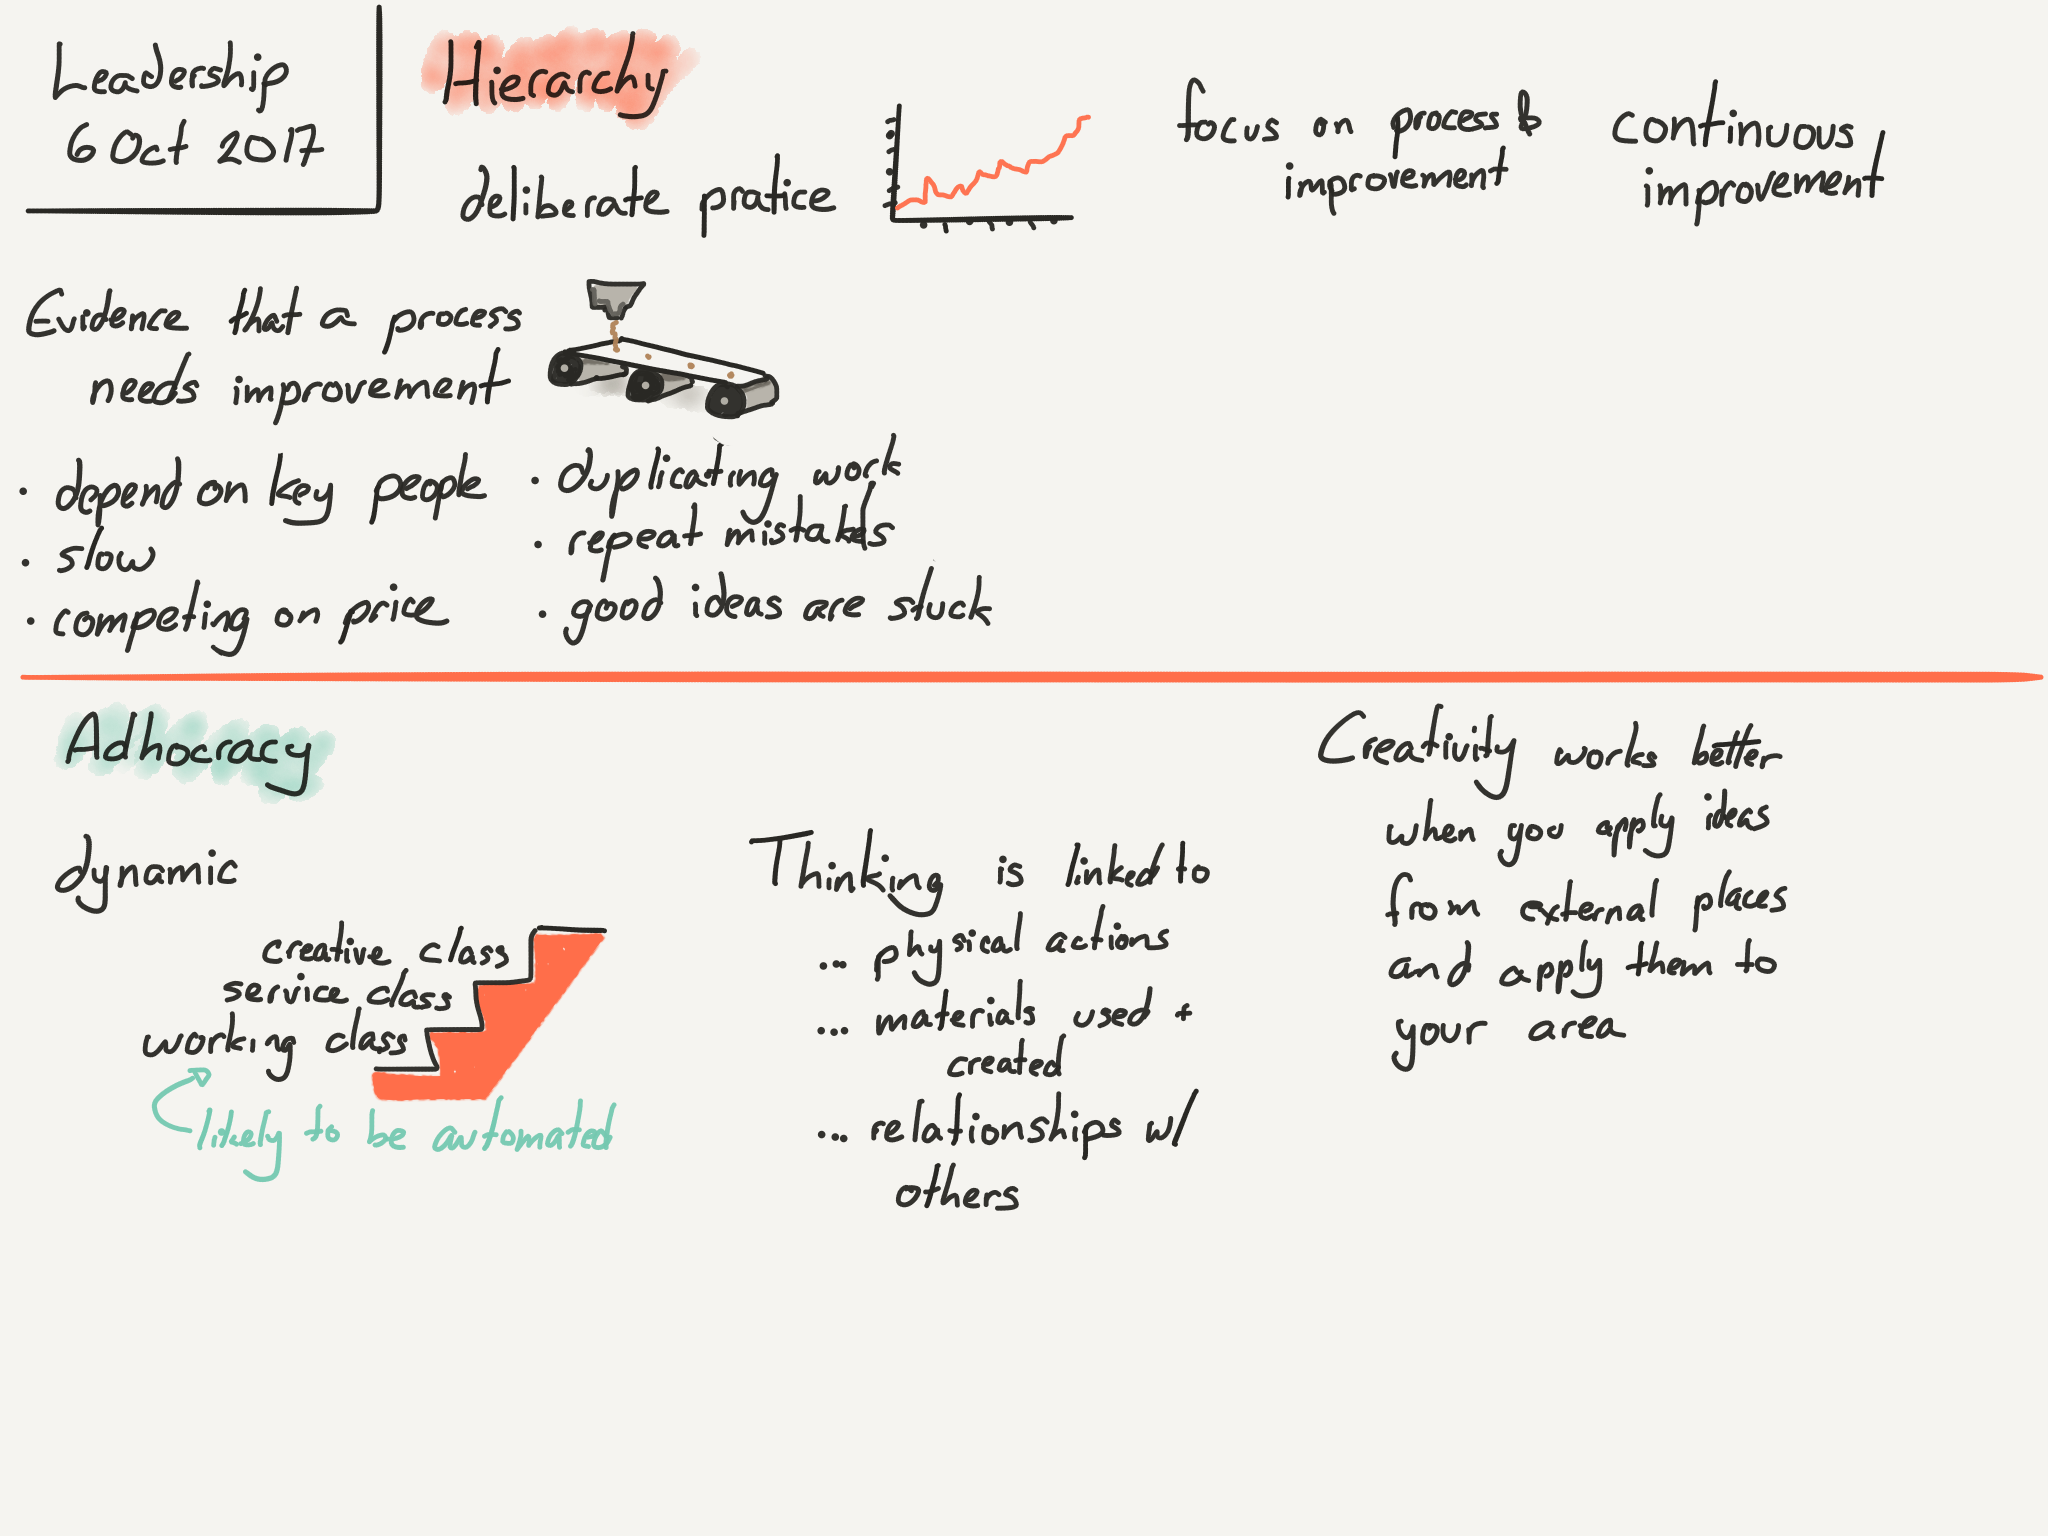 Leadership
6 Oct 2017
Hierarchy
deliberate pratice
focus on process &
improvement
continuous
improvement
Evidence that a process
needs improvement
· depend on key people
· slow
· competing on price
· duplicating work
· repeat mistakes
· good ideas are stuck
Adhocracy
dynamic
creative class
service class
working class
likely to be automated
Thinking is linked to
... physical actions
... materials used +
created
... relationships w/
others
Creativity works better
when you apply ideas
from external places
and apply them to
your area